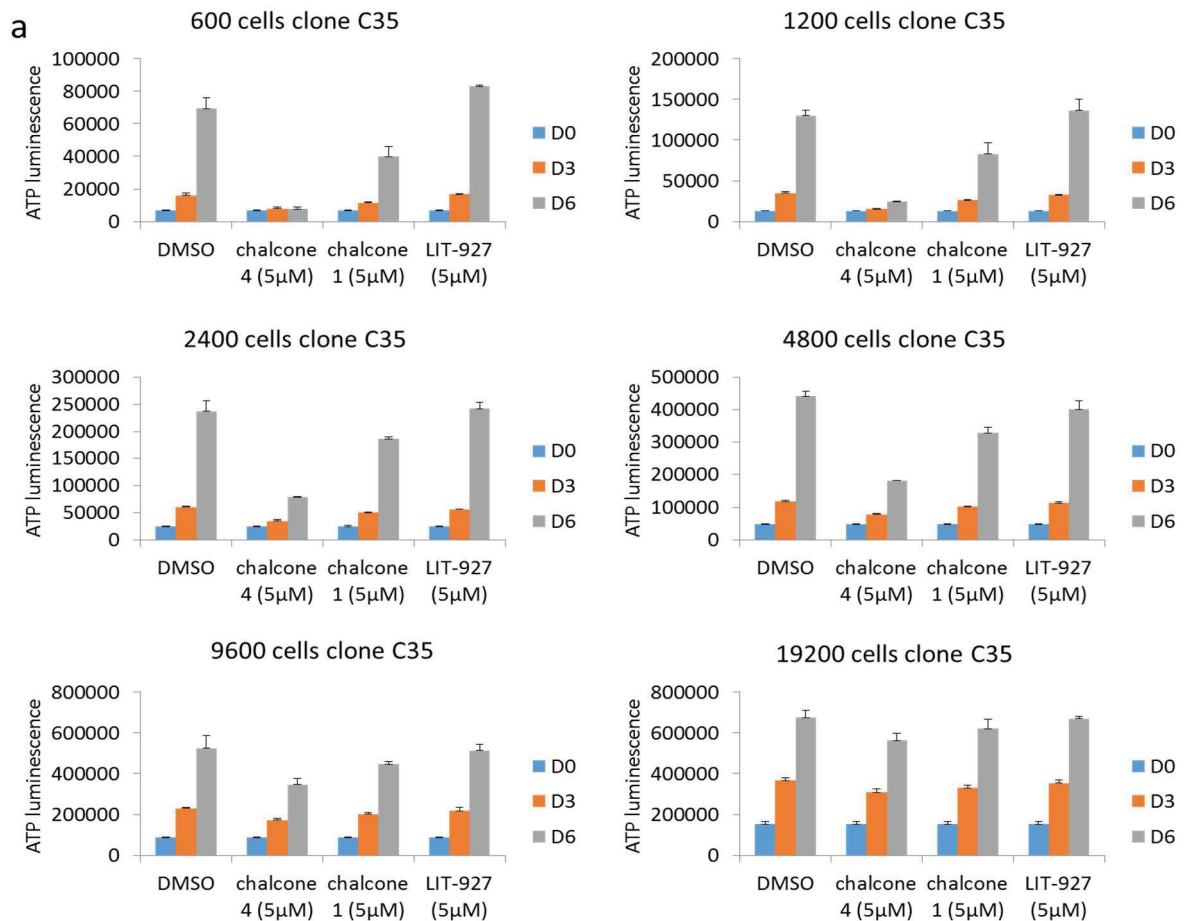 a
600 cells clone C35
ATP luminescence
100000
80000
60000
40000
20000
0
DMSO
chalcone
4 (5µM)
chalcone
1 (5µM)
LIT-927
(5µM)
D0
D3
D6
1200 cells clone C35
ATP luminescence
200000
150000
100000
50000
0
DMSO
chalcone
4 (5µM)
chalcone
1 (5µM)
LIT-927
(5µM)
D0
D3
D6
2400 cells clone C35
ATP luminescence
300000
250000
200000
150000
100000
50000
0
DMSO
chalcone
4 (5µM)
chalcone
1 (5µM)
LIT-927
(5µM)
D0
D3
D6
4800 cells clone C35
ATP luminescence
500000
400000
300000
200000
100000
0
DMSO
chalcone
4 (5µM)
chalcone
1 (5µM)
LIT-927
(5µM)
D0
D3
D6
9600 cells clone C35
ATP luminescence
800000
600000
400000
200000
0
DMSO
chalcone
4 (5µM)
chalcone
1 (5µM)
LIT-927
(5µM)
D0
D3
D6
19200 cells clone C35
ATP luminescence
800000
600000
400000
200000
0
DMSO
chalcone
4 (5µM)
chalcone
1 (5µM)
LIT-927
(5µM)
D0
D3
D6